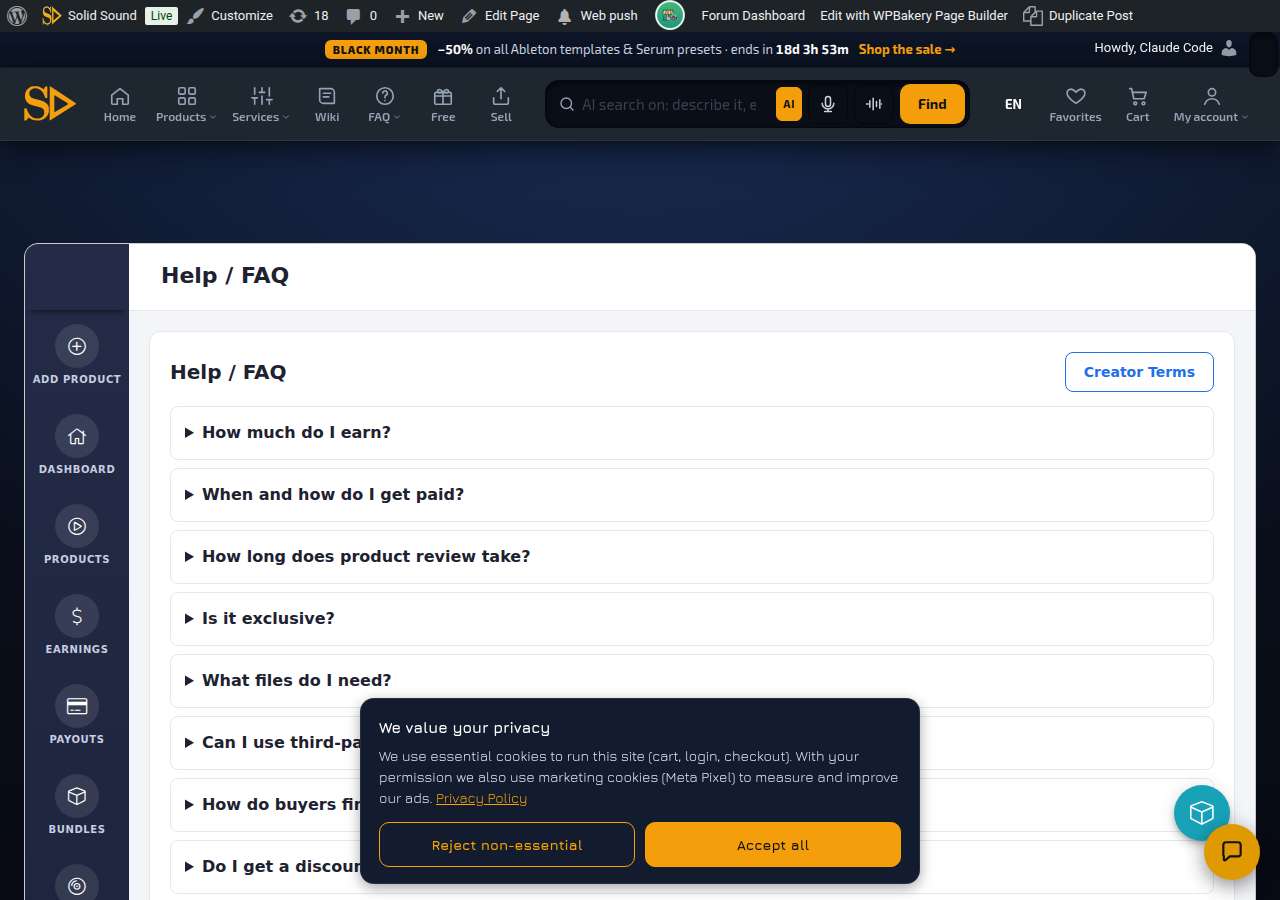 Solid Sound Live Customize 18 0 New Edit Page Web push Forum Dashboard Edit with WPBakery Page Builder Duplicate Post
BLACK MONTH −50% on all Ableton templates & Serum presets · ends in 18d 3h 53m Shop the sale →
Howdy, Claude Code
Home Products Services Wiki FAQ Free Sell
AI search on: describe it, e
AI
Find
EN
Favorites Cart My account
Help / FAQ
ADD PRODUCT
DASHBOARD
PRODUCTS
EARNINGS
PAYOUTS
BUNDLES
Help / FAQ
Creator Terms
How much do I earn?
When and how do I get paid?
How long does product review take?
Is it exclusive?
What files do I need?
Can I use third-pa
How do buyers fin
Do I get a discoun
We value your privacy
We use essential cookies to run this site (cart, login, checkout). With your
permission we also use marketing cookies (Meta Pixel) to measure and improve
our ads. Privacy Policy
Reject non-essential
Accept all